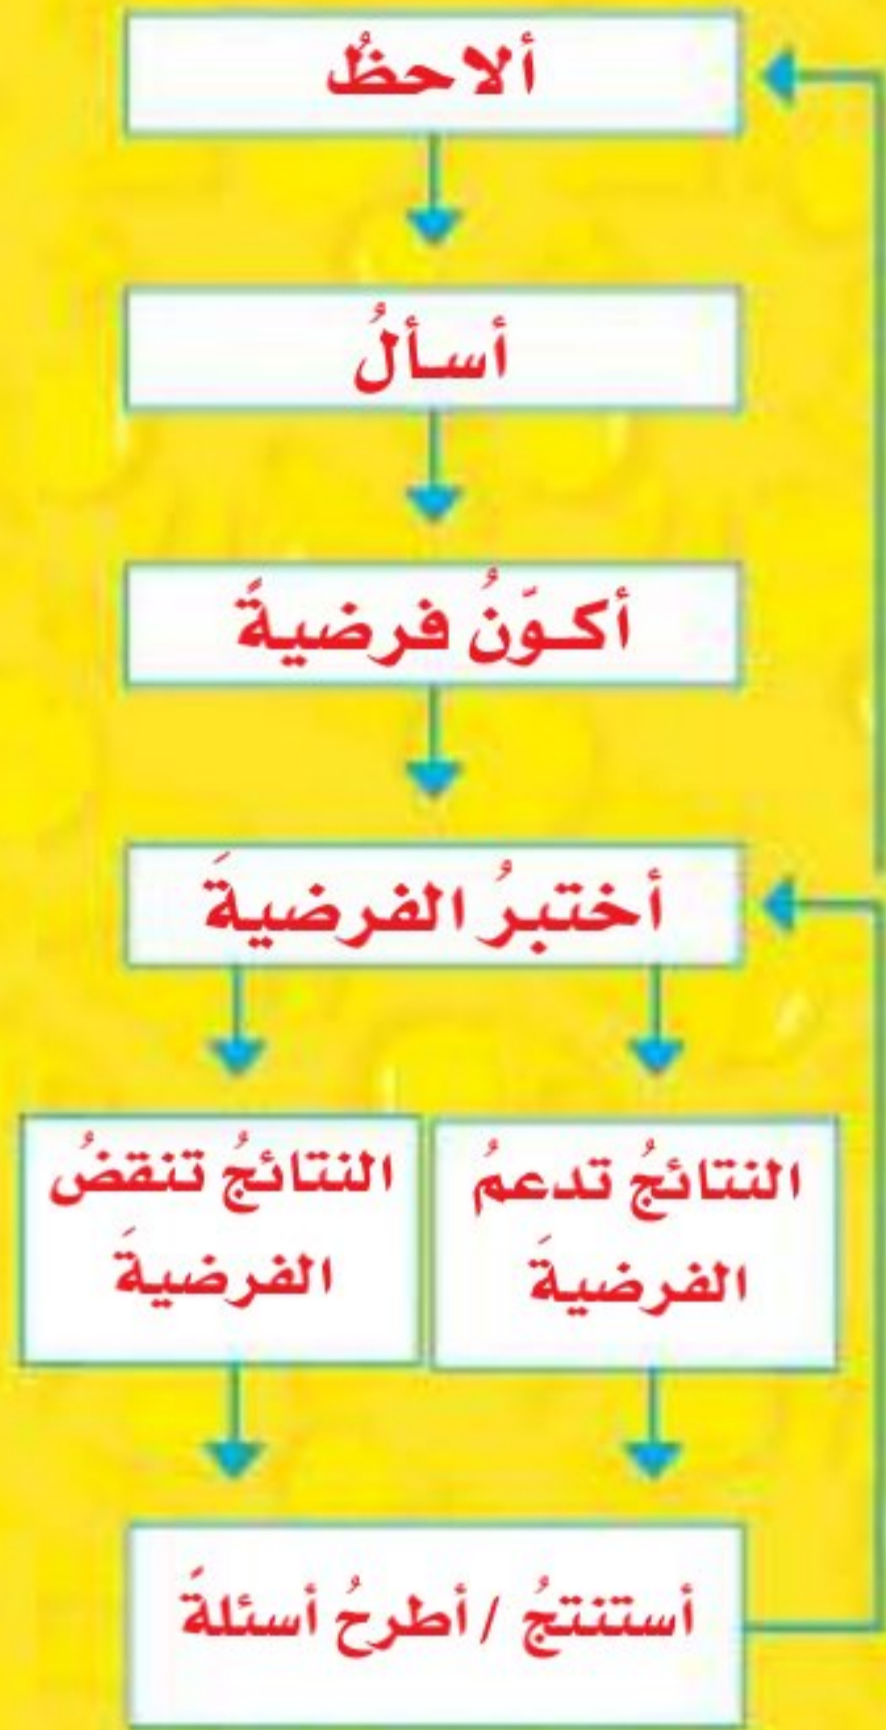 ألاحظُ
أسألُ
أكوّنُ فرضيةً
أختبرُ الفرضيةَ
النتائجُ تدعمُ
الفرضيةَ
النتائجُ تنقضُ
الفرضيةَ
أستنتجُ / أطرحُ أسئلةً